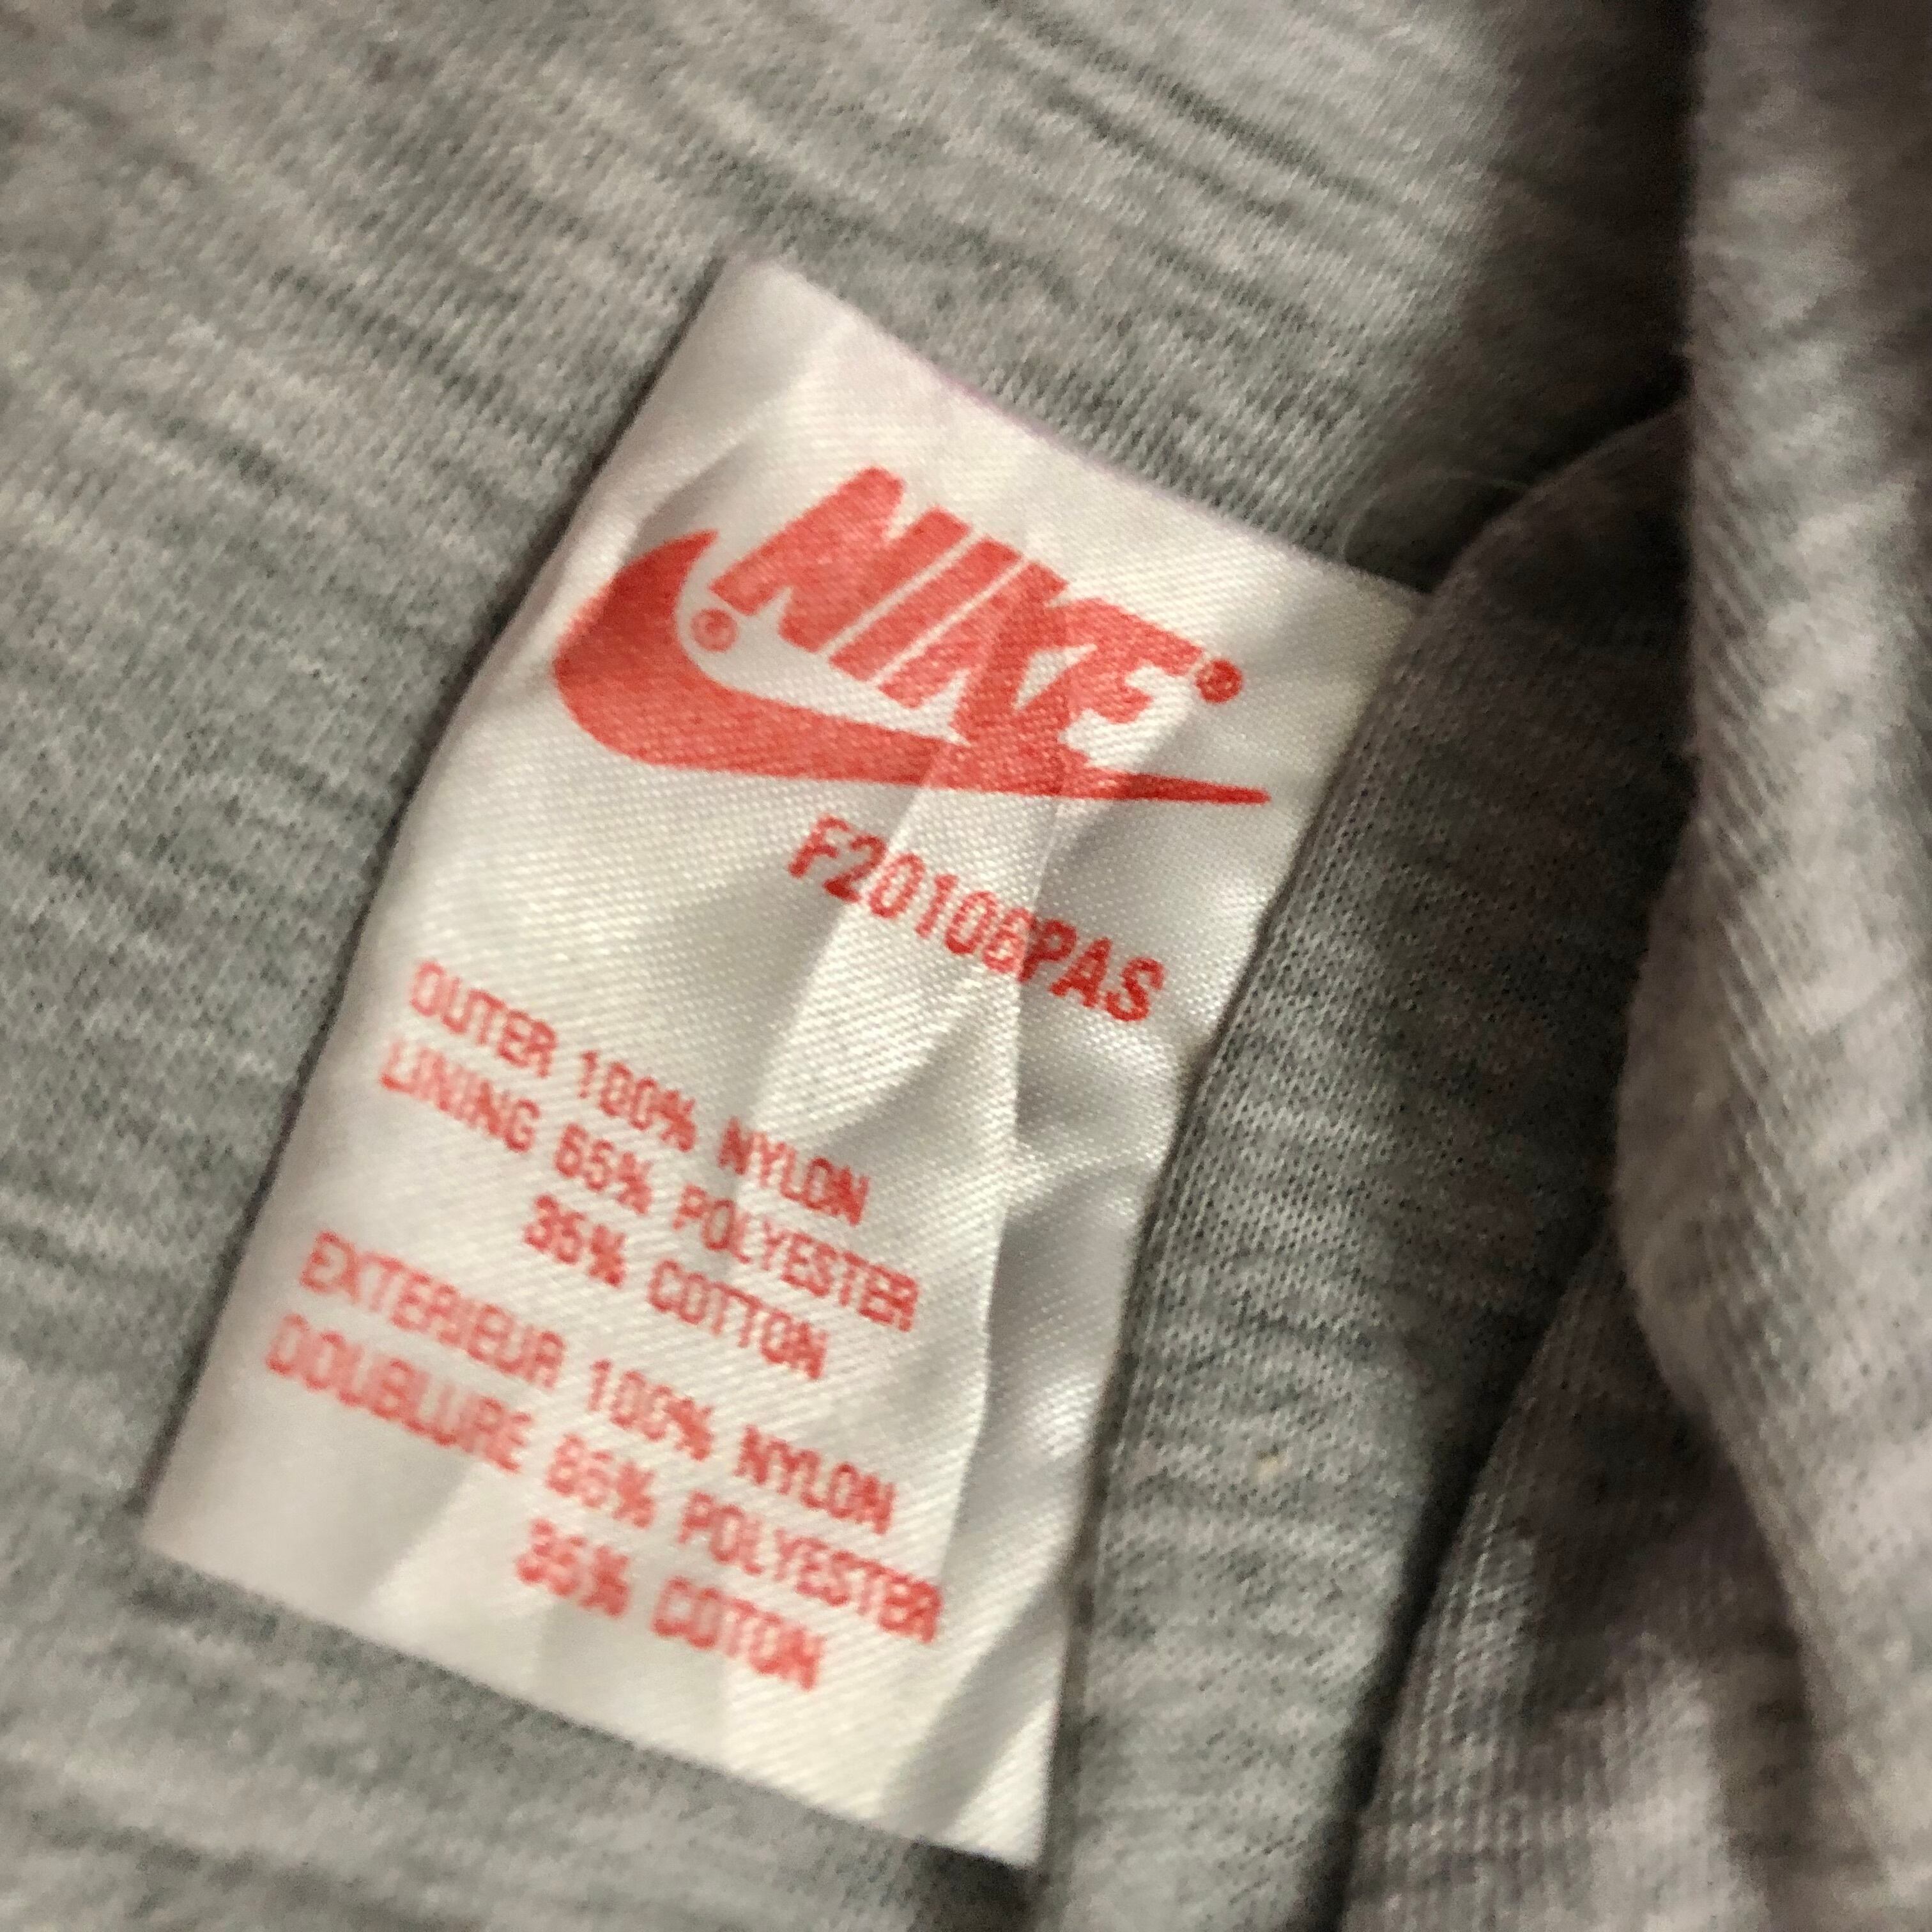 NIKE®
®
F20106PAS
OUTER 100% NYLON
LINING 65% POLYESTER
35% COTTON
EXTERIEUR 100% NYLON
DOUBLURE 65% POLYESTER
35% COTON